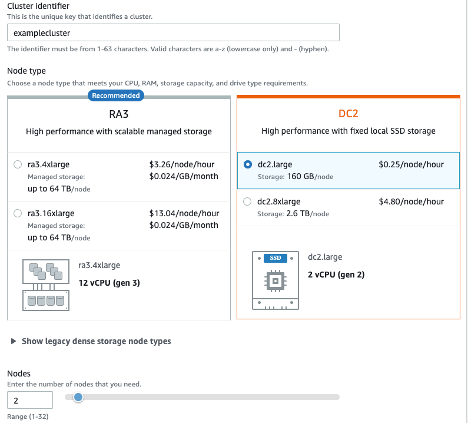 Cluster identifier
This is the unique key that identifies a cluster.
examplecluster
The identifier must be from 1-63 characters. Valid characters are a-z (lowercase only) and - (hyphen).
Node type
Choose a node type that meets your CPU, RAM, storage capacity, and drive type requirements.
Recommended
RA3
High performance with scalable managed storage
ra3.4xlarge $3.26/node/hour
Managed storage: $0.024/GB/month
up to 64 TB/node
ra3.16xlarge $13.04/node/hour
Managed storage: $0.024/GB/month
up to 64 TB/node
ra3.4xlarge
12 vCPU (gen 3)
DC2
High performance with fixed local SSD storage
dc2.large $0.25/node/hour
Storage: 160 GB/node
dc2.8xlarge $4.80/node/hour
Storage: 2.6 TB/node
SSD
dc2.large
2 vCPU (gen 2)
Show legacy dense storage node types
Nodes
Enter the number of nodes that you need.
2
Range (1-32)